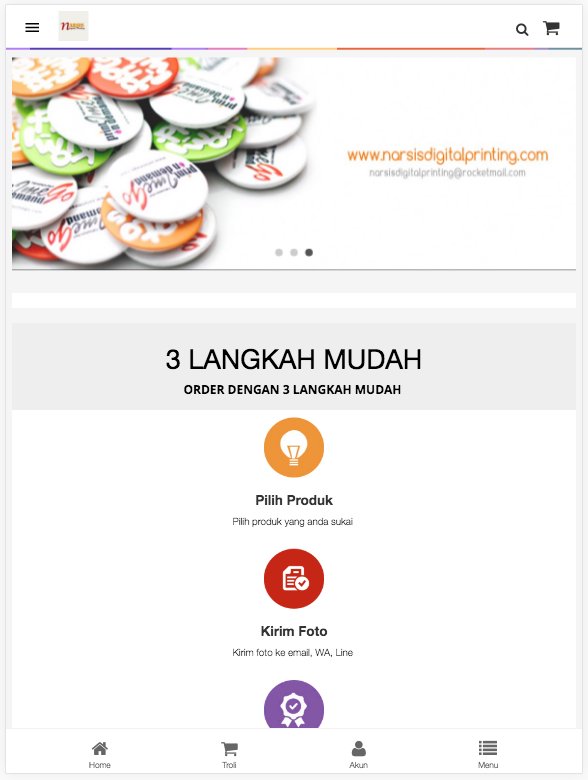 www.narsisdigitalprinting.com
narsisdigitalprinting@rocketmail.com
3 LANGKAH MUDAH
ORDER DENGAN 3 LANGKAH MUDAH
Pilih Produk
Pilih produk yang anda sukai
Kirim Foto
Kirim foto ke email, WA, Line
Home
Troli
Akun
Menu